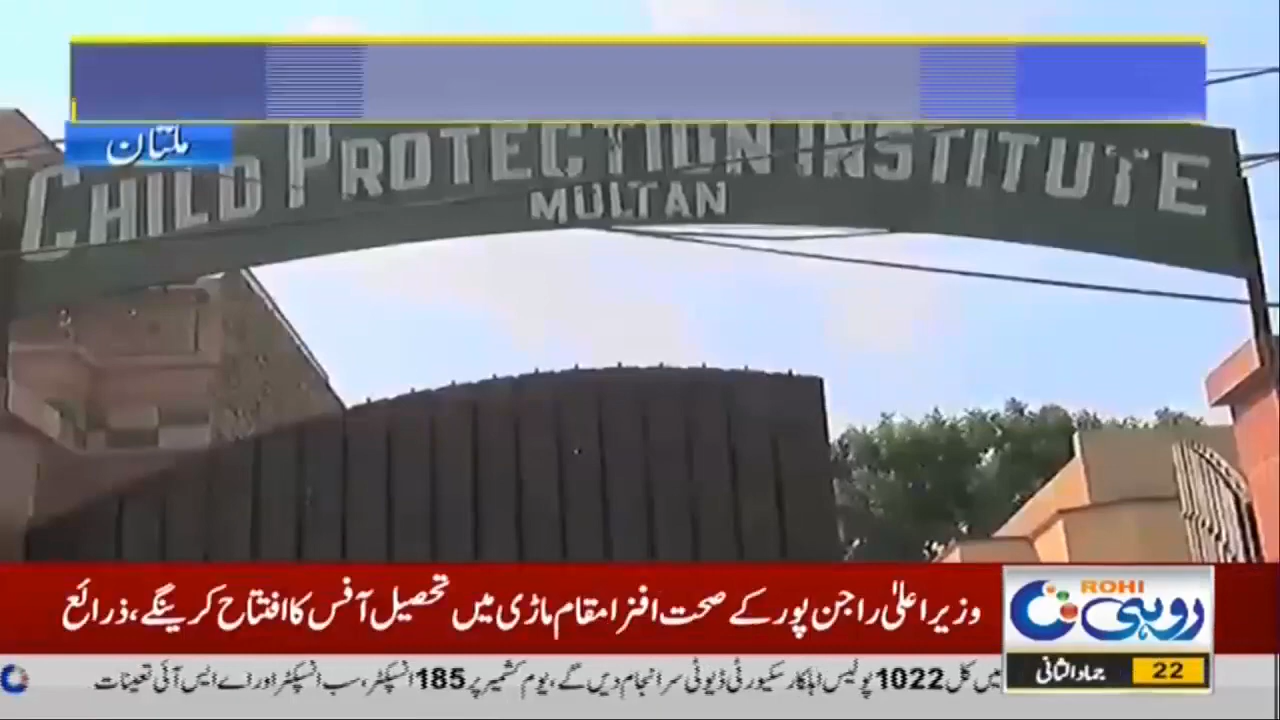 ملتان
CHILD PROTECTION INSTITUTE
MULTAN
وزیراعلیٰ راجن پور کے صحت افزا مقام ماڑی میں تحصیل آفس کا افتتاح کرینگے، ذرائع
ROHI
روہی
22 جمادالثانی
میں کل 1022 پولیس اہلکار سکیورٹی ڈیوٹی سرانجام دیں گے، یوم کشمیر پر 185 انسپکٹر، سب انسپکٹر اور اے ایس آئی تعینات